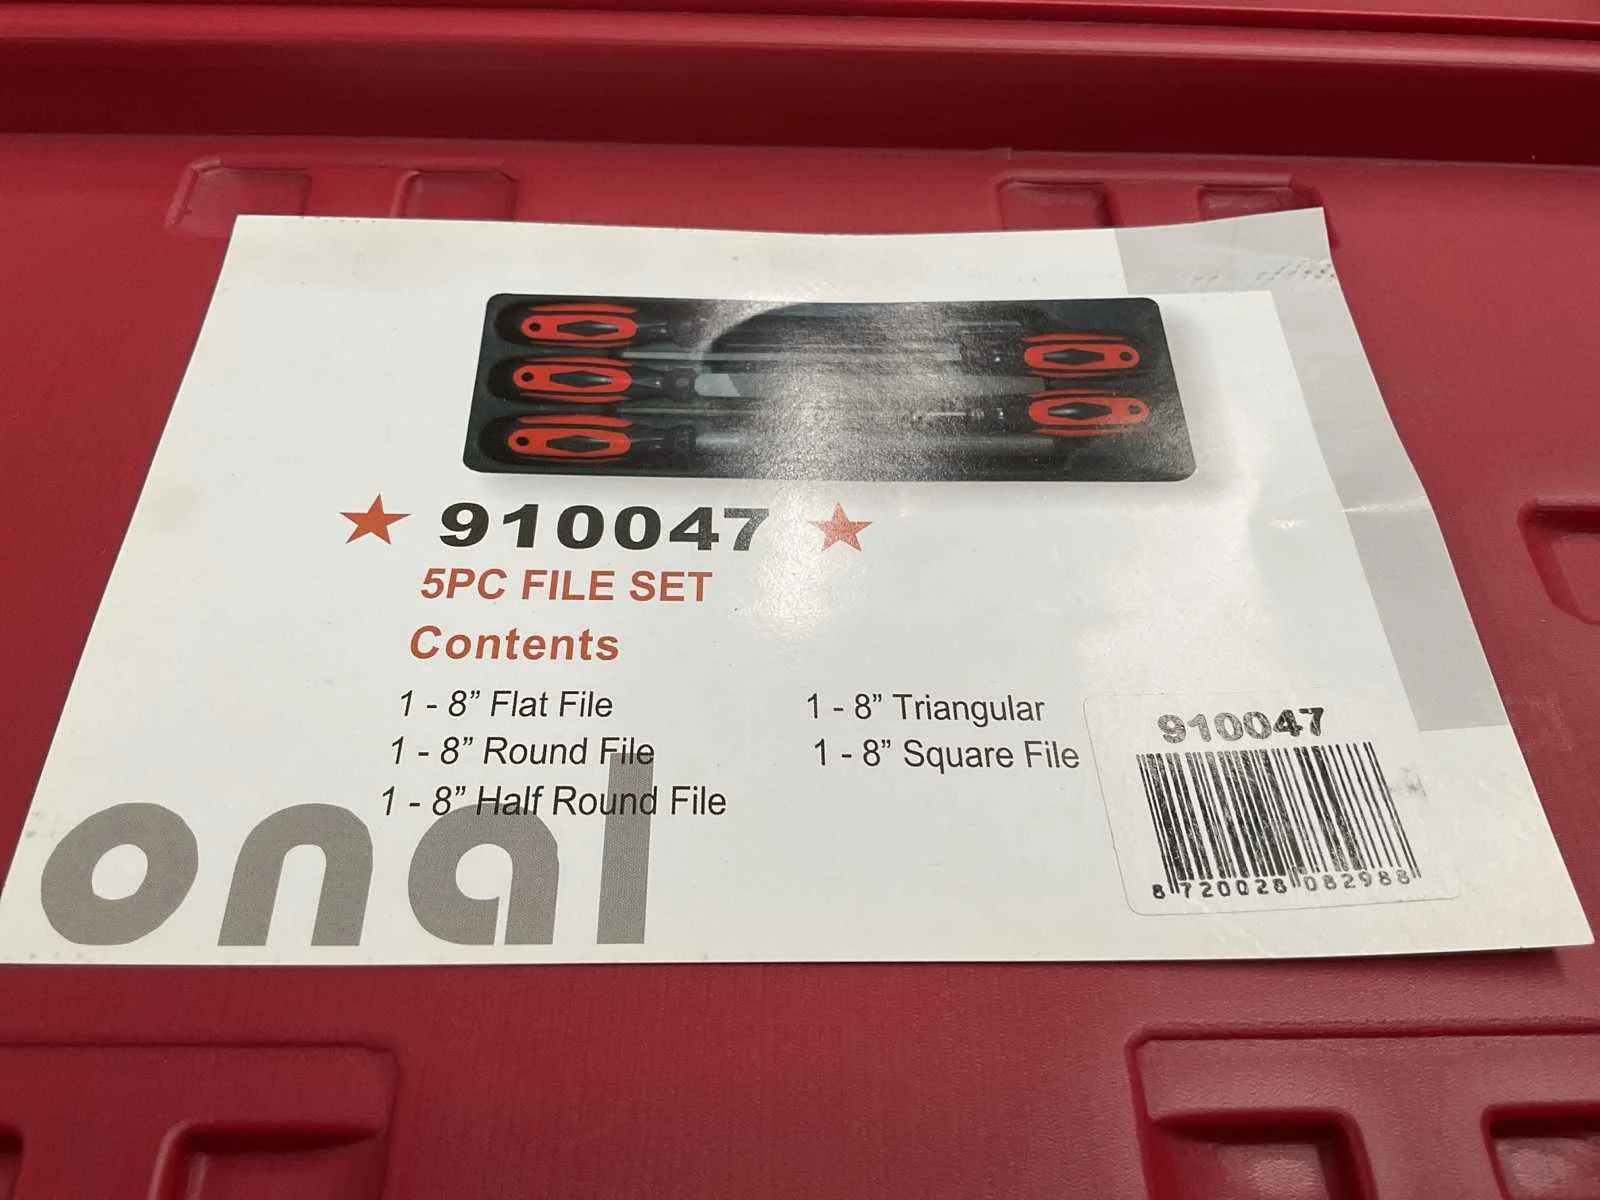 ★ 910047 ★
5PC FILE SET
Contents
1 - 8” Flat File
1 - 8” Round File
1 - 8” Half Round File
1 - 8” Triangular
1 - 8” Square File
910047
8 720028 082988
onal